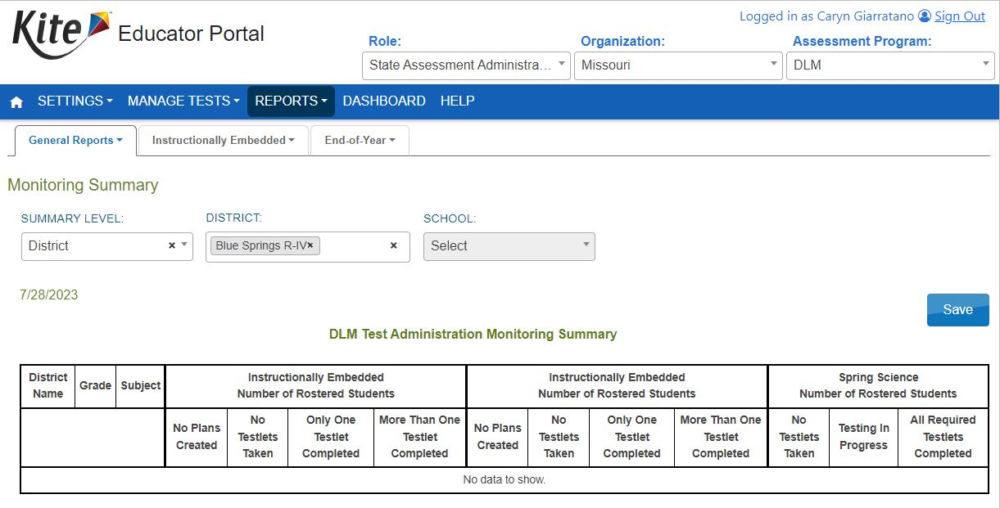 Kite Educator Portal
Logged in as Caryn Giarratano Sign Out
Role: Organization: Assessment Program:
State Assessment Administra... Missouri DLM
SETTINGS MANAGE TESTS REPORTS DASHBOARD HELP
General Reports Instructionally Embedded End-of-Year
Monitoring Summary
SUMMARY LEVEL: DISTRICT: SCHOOL:
District × Blue Springs R-IV× × Select
7/28/2023
Save
DLM Test Administration Monitoring Summary
District Name Grade Subject
Instructionally Embedded
Number of Rostered Students
Instructionally Embedded
Number of Rostered Students
Spring Science
Number of Rostered Students
No Plans
Created
No
Testlets
Taken
Only One
Testlet
Completed
More Than One
Testlet
Completed
No Plans
Created
No
Testlets
Taken
Only One
Testlet
Completed
More Than One
Testlet
Completed
No
Testlets
Taken
Testing In
Progress
All Required
Testlets
Completed
No data to show.